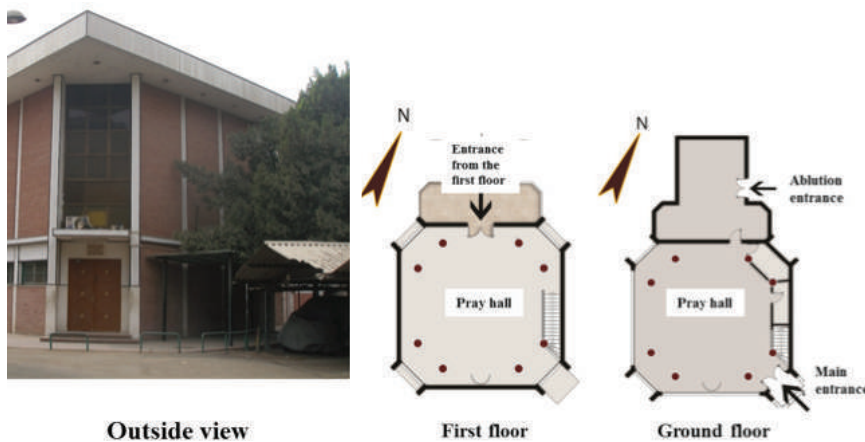 N
Entrance
from the
first floor
Pray hall
N
Ablution
entrance
Pray hall
Main
entrance
Outside view
First floor
Ground floor